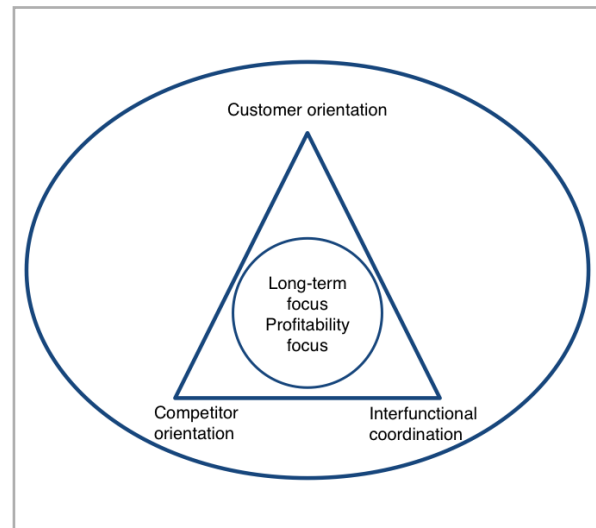 Customer orientation
Long-term
focus
Profitability
focus
Competitor
orientation
Interfunctional
coordination